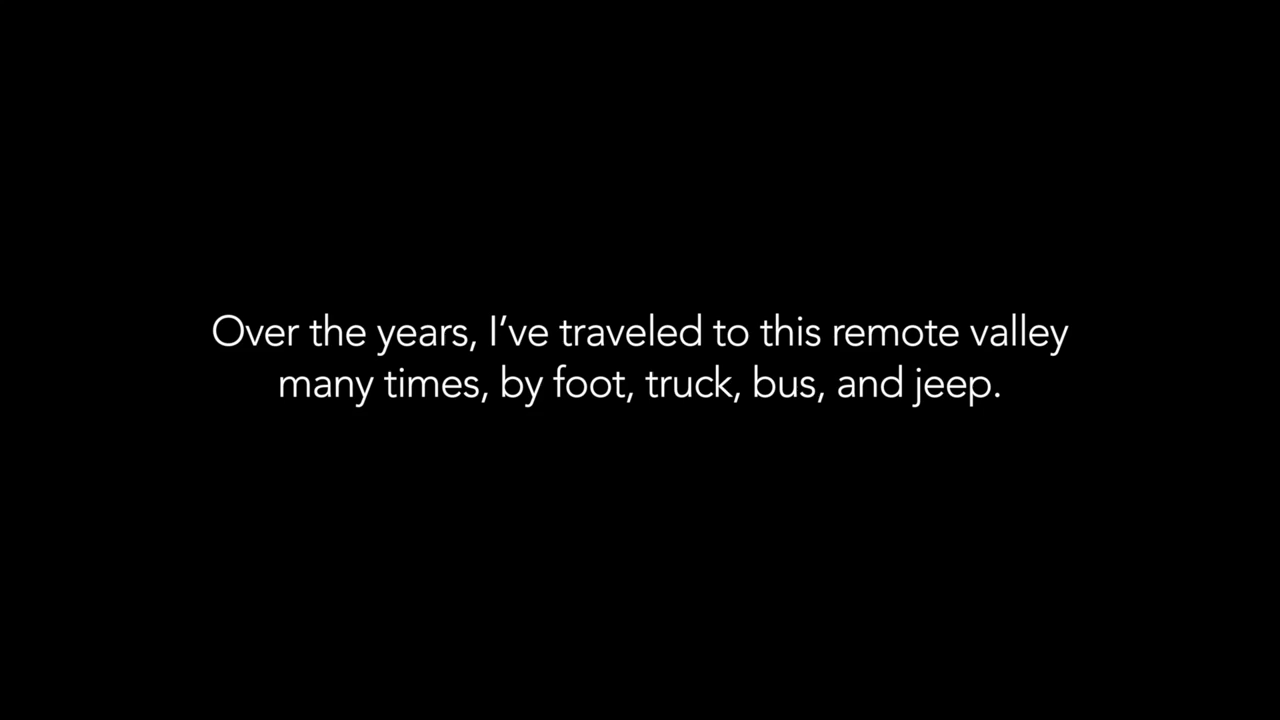 Over the years, I’ve traveled to this remote valley
many times, by foot, truck, bus, and jeep.